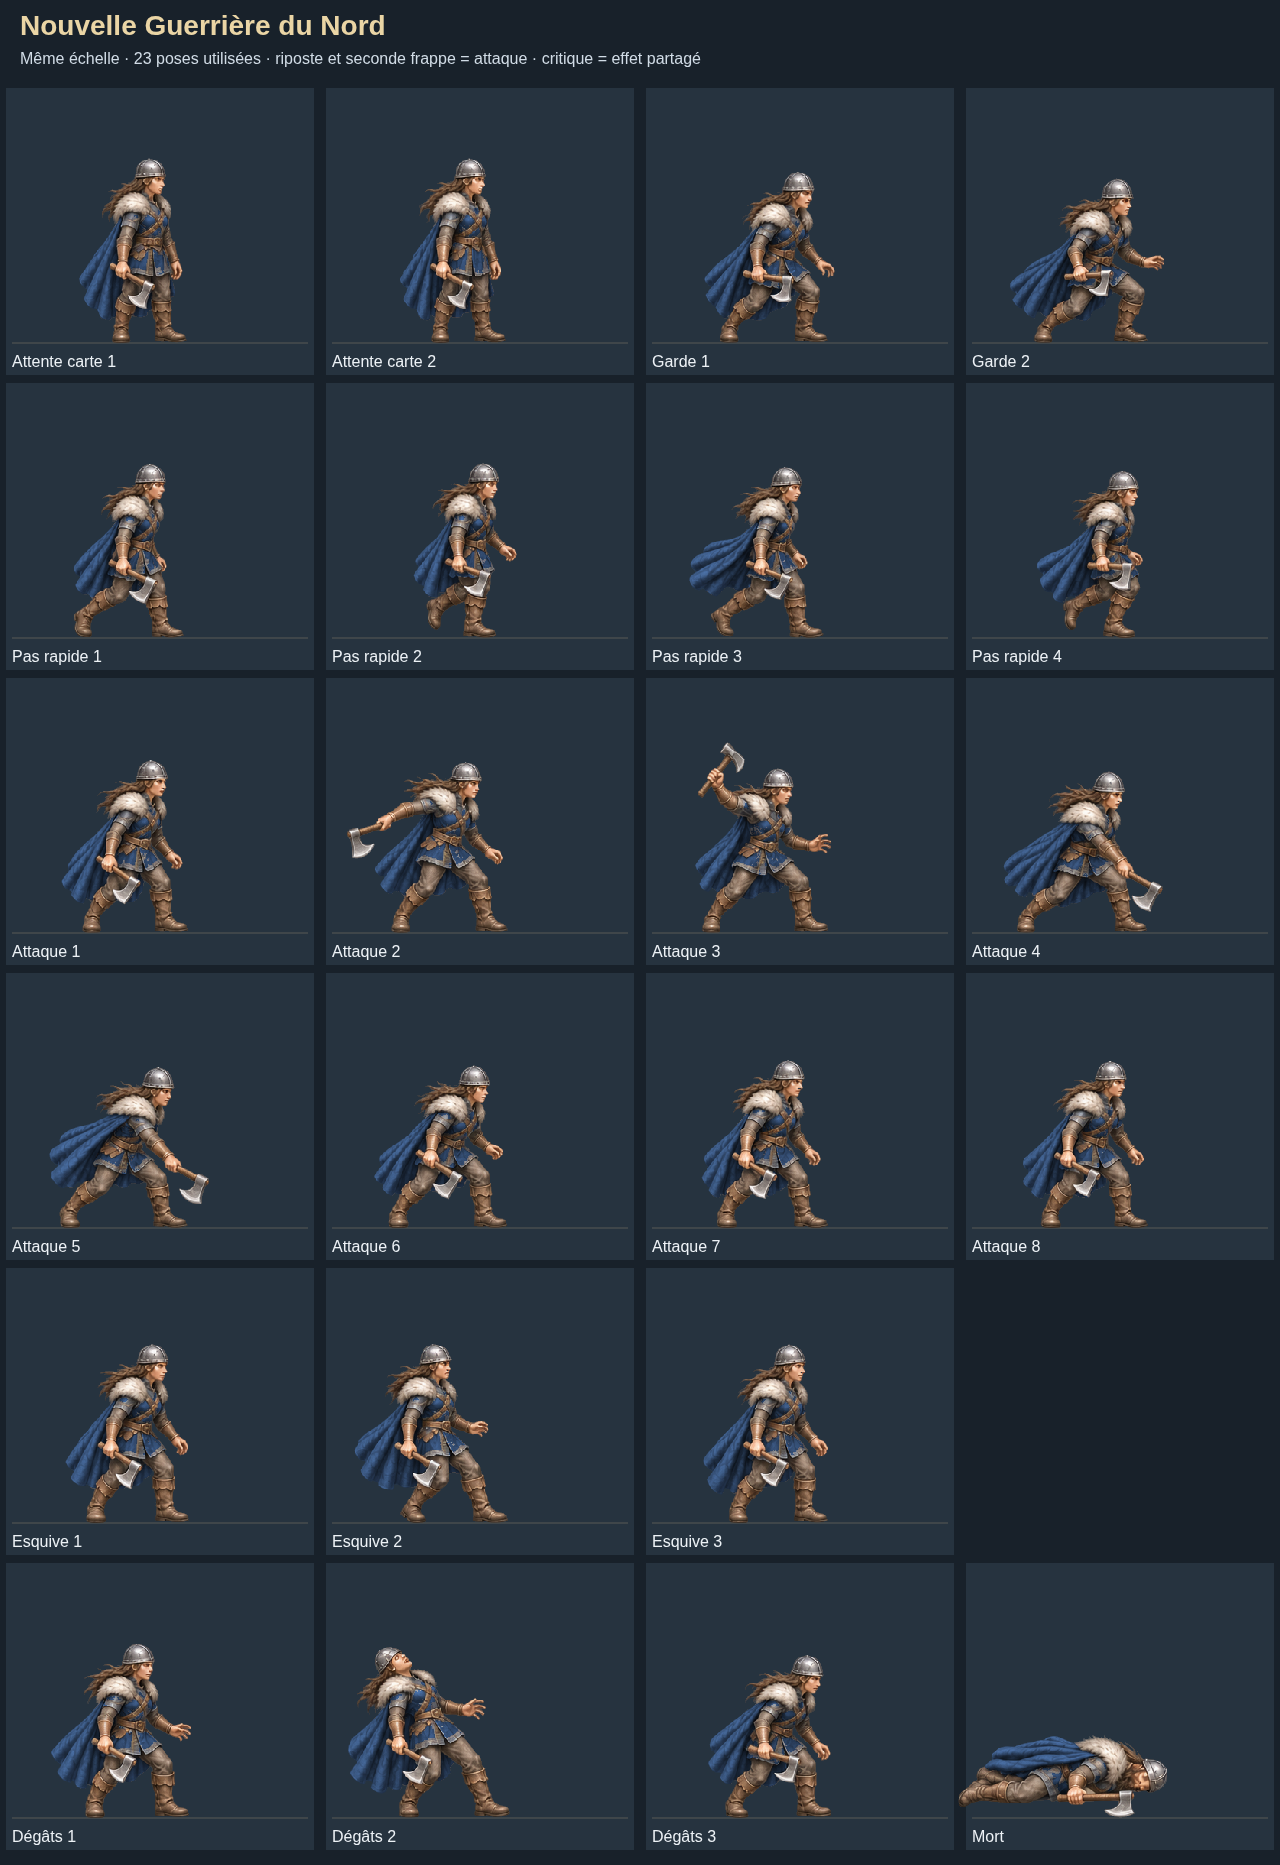 Nouvelle Guerrière du Nord
Même échelle · 23 poses utilisées · riposte et seconde frappe = attaque · critique = effet partagé
Attente carte 1
Attente carte 2
Garde 1
Garde 2
Pas rapide 1
Pas rapide 2
Pas rapide 3
Pas rapide 4
Attaque 1
Attaque 2
Attaque 3
Attaque 4
Attaque 5
Attaque 6
Attaque 7
Attaque 8
Esquive 1
Esquive 2
Esquive 3
Dégâts 1
Dégâts 2
Dégâts 3
Mort